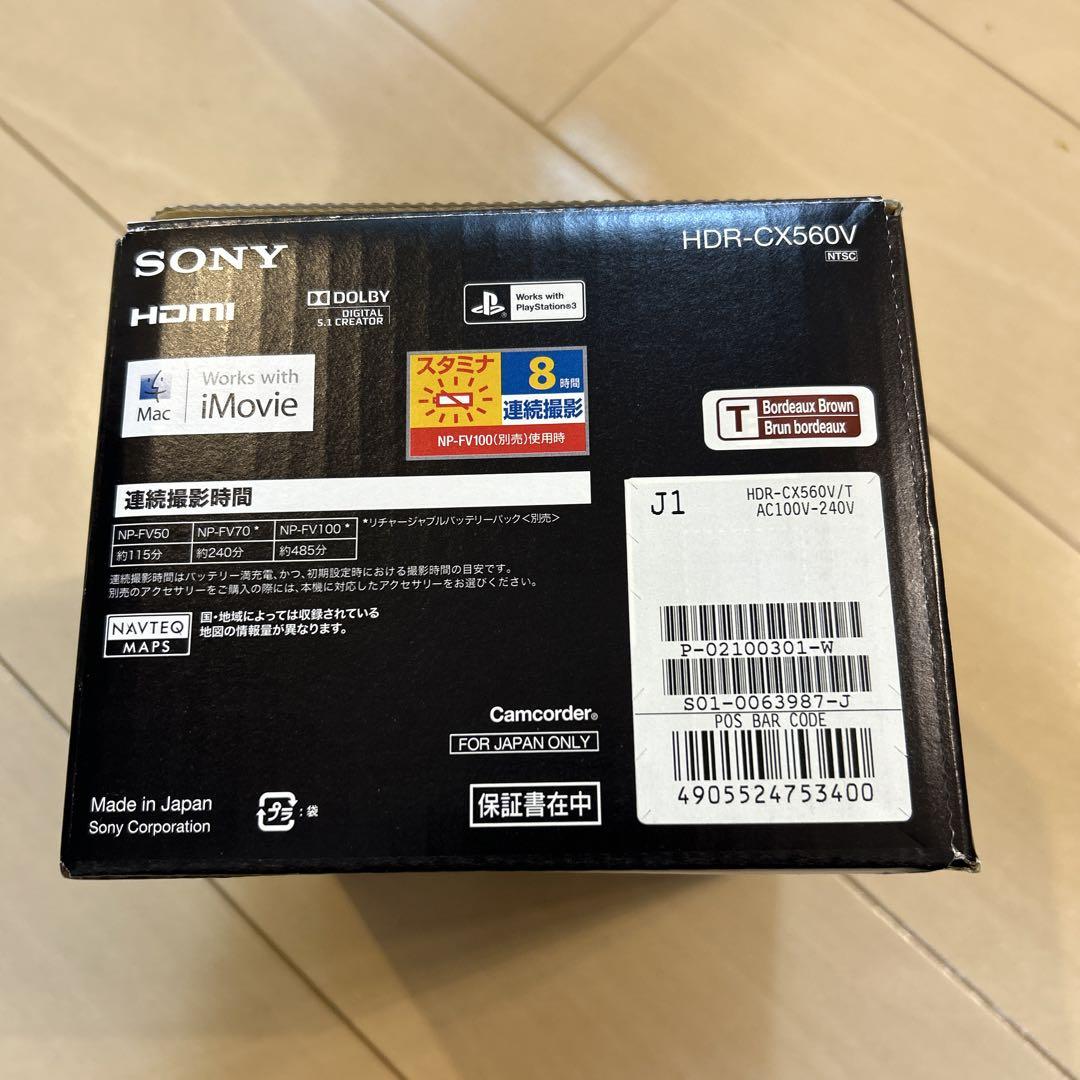 SONY
HDR-CX560V
NTSC
HDMI
DOLBY
DIGITAL
5.1 CREATOR
Works with
PlayStation®3
Mac
Works with
iMovie
スタミナ
8時間
連続撮影
NP-FV100(別売)使用時
T
Bordeaux Brown
Brun bordeaux
連続撮影時間
NP-FV50 NP-FV70* NP-FV100*
約115分 約240分 約485分
*リチャージャブルバッテリーパック<別売>
連続撮影時間はバッテリー満充電、かつ、初期設定時における撮影時間の目安です。
別売のアクセサリーをご購入の際には、本機に対応したアクセサリーをお選びください。
NAVTEQ
MAPS
国・地域によっては収録されている
地図の情報量が異なります。
J1
HDR-CX560V/T
AC100V-240V
P-02100301-W
S01-0063987-J
POS BAR CODE
4905524753400
Camcorder®
FOR JAPAN ONLY
保証書在中
Made in Japan
Sony Corporation
プラ:袋